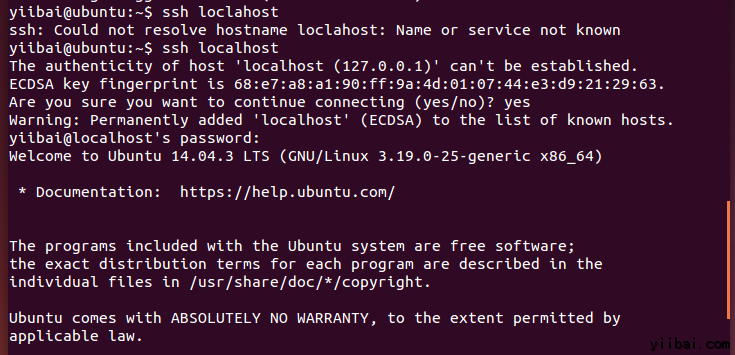 yiibai@ubuntu:~$ ssh loclahost
ssh: Could not resolve hostname loclahost: Name or service not known
yiibai@ubuntu:~$ ssh localhost
The authenticity of host 'localhost (127.0.0.1)' can't be established.
ECDSA key fingerprint is 68:e7:a8:a1:90:ff:9a:4d:01:07:44:e3:d9:21:29:63.
Are you sure you want to continue connecting (yes/no)? yes
Warning: Permanently added 'localhost' (ECDSA) to the list of known hosts.
yiibai@localhost's password:
Welcome to Ubuntu 14.04.3 LTS (GNU/Linux 3.19.0-25-generic x86_64)
* Documentation:  https://help.ubuntu.com/
The programs included with the Ubuntu system are free software;
the exact distribution terms for each program are described in the
individual files in /usr/share/doc/*/copyright.
Ubuntu comes with ABSOLUTELY NO WARRANTY, to the extent permitted by
applicable law.
yiibai.com